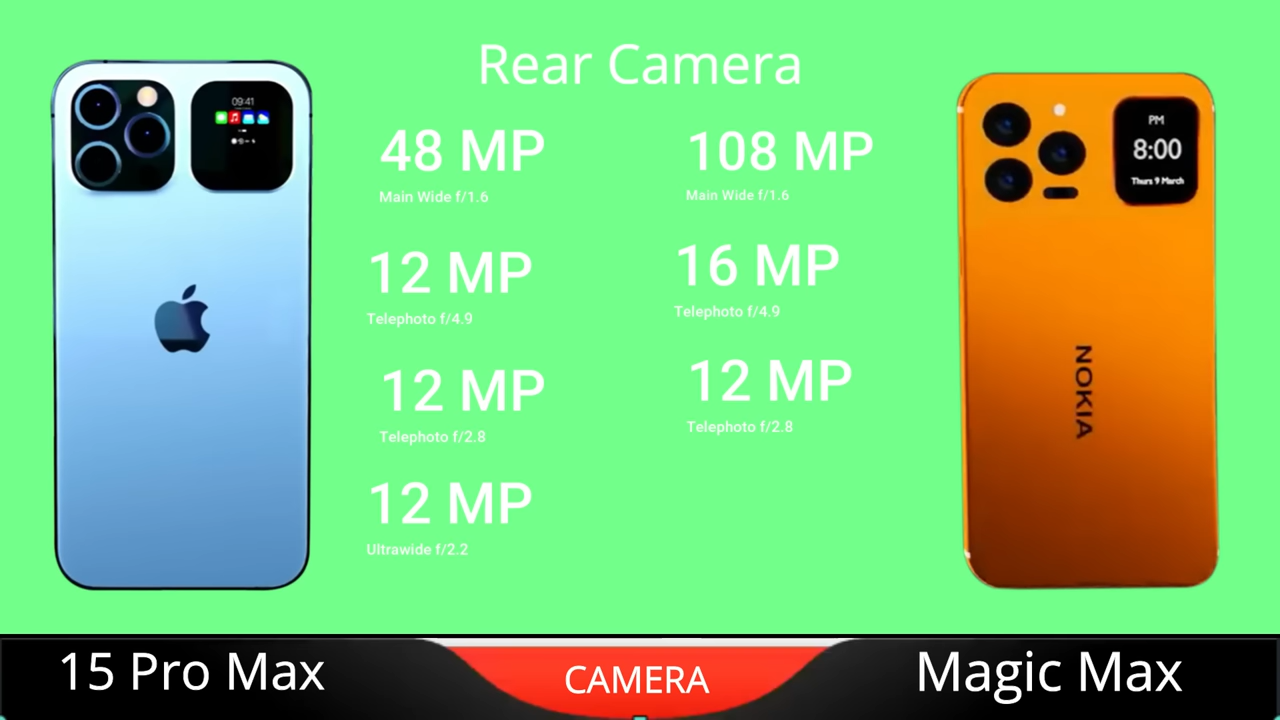 Rear Camera
09:41
48 MP
Main Wide f/1.6
12 MP
Telephoto f/4.9
12 MP
Telephoto f/2.8
12 MP
Ultrawide f/2.2
108 MP
Main Wide f/1.6
16 MP
Telephoto f/4.9
12 MP
Telephoto f/2.8
PM
8:00
Thurs 9 March
NOKIA
15 Pro Max
CAMERA
Magic Max